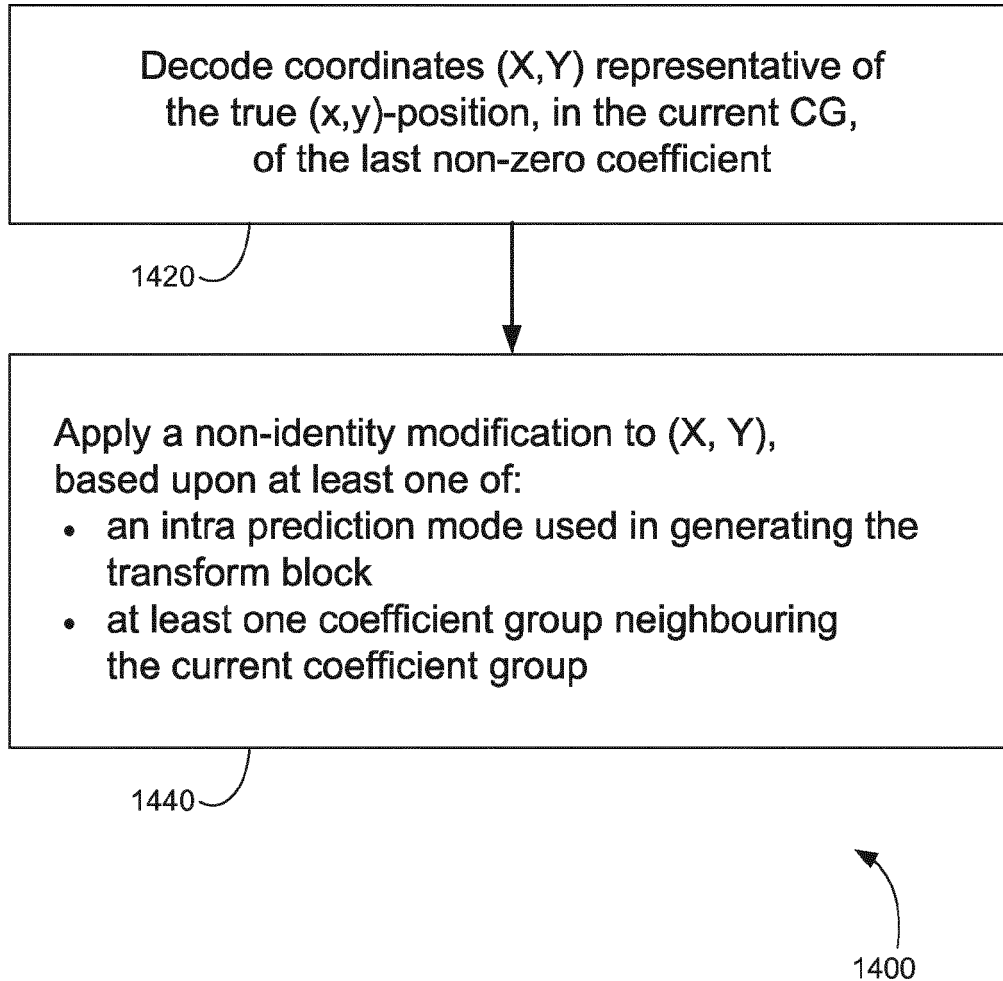 Decode coordinates (X,Y) representative of
the true (x,y)-position, in the current CG,
of the last non-zero coefficient
1420
Apply a non-identity modification to (X, Y),
based upon at least one of:
• an intra prediction mode used in generating the
transform block
• at least one coefficient group neighbouring
the current coefficient group
1440
1400